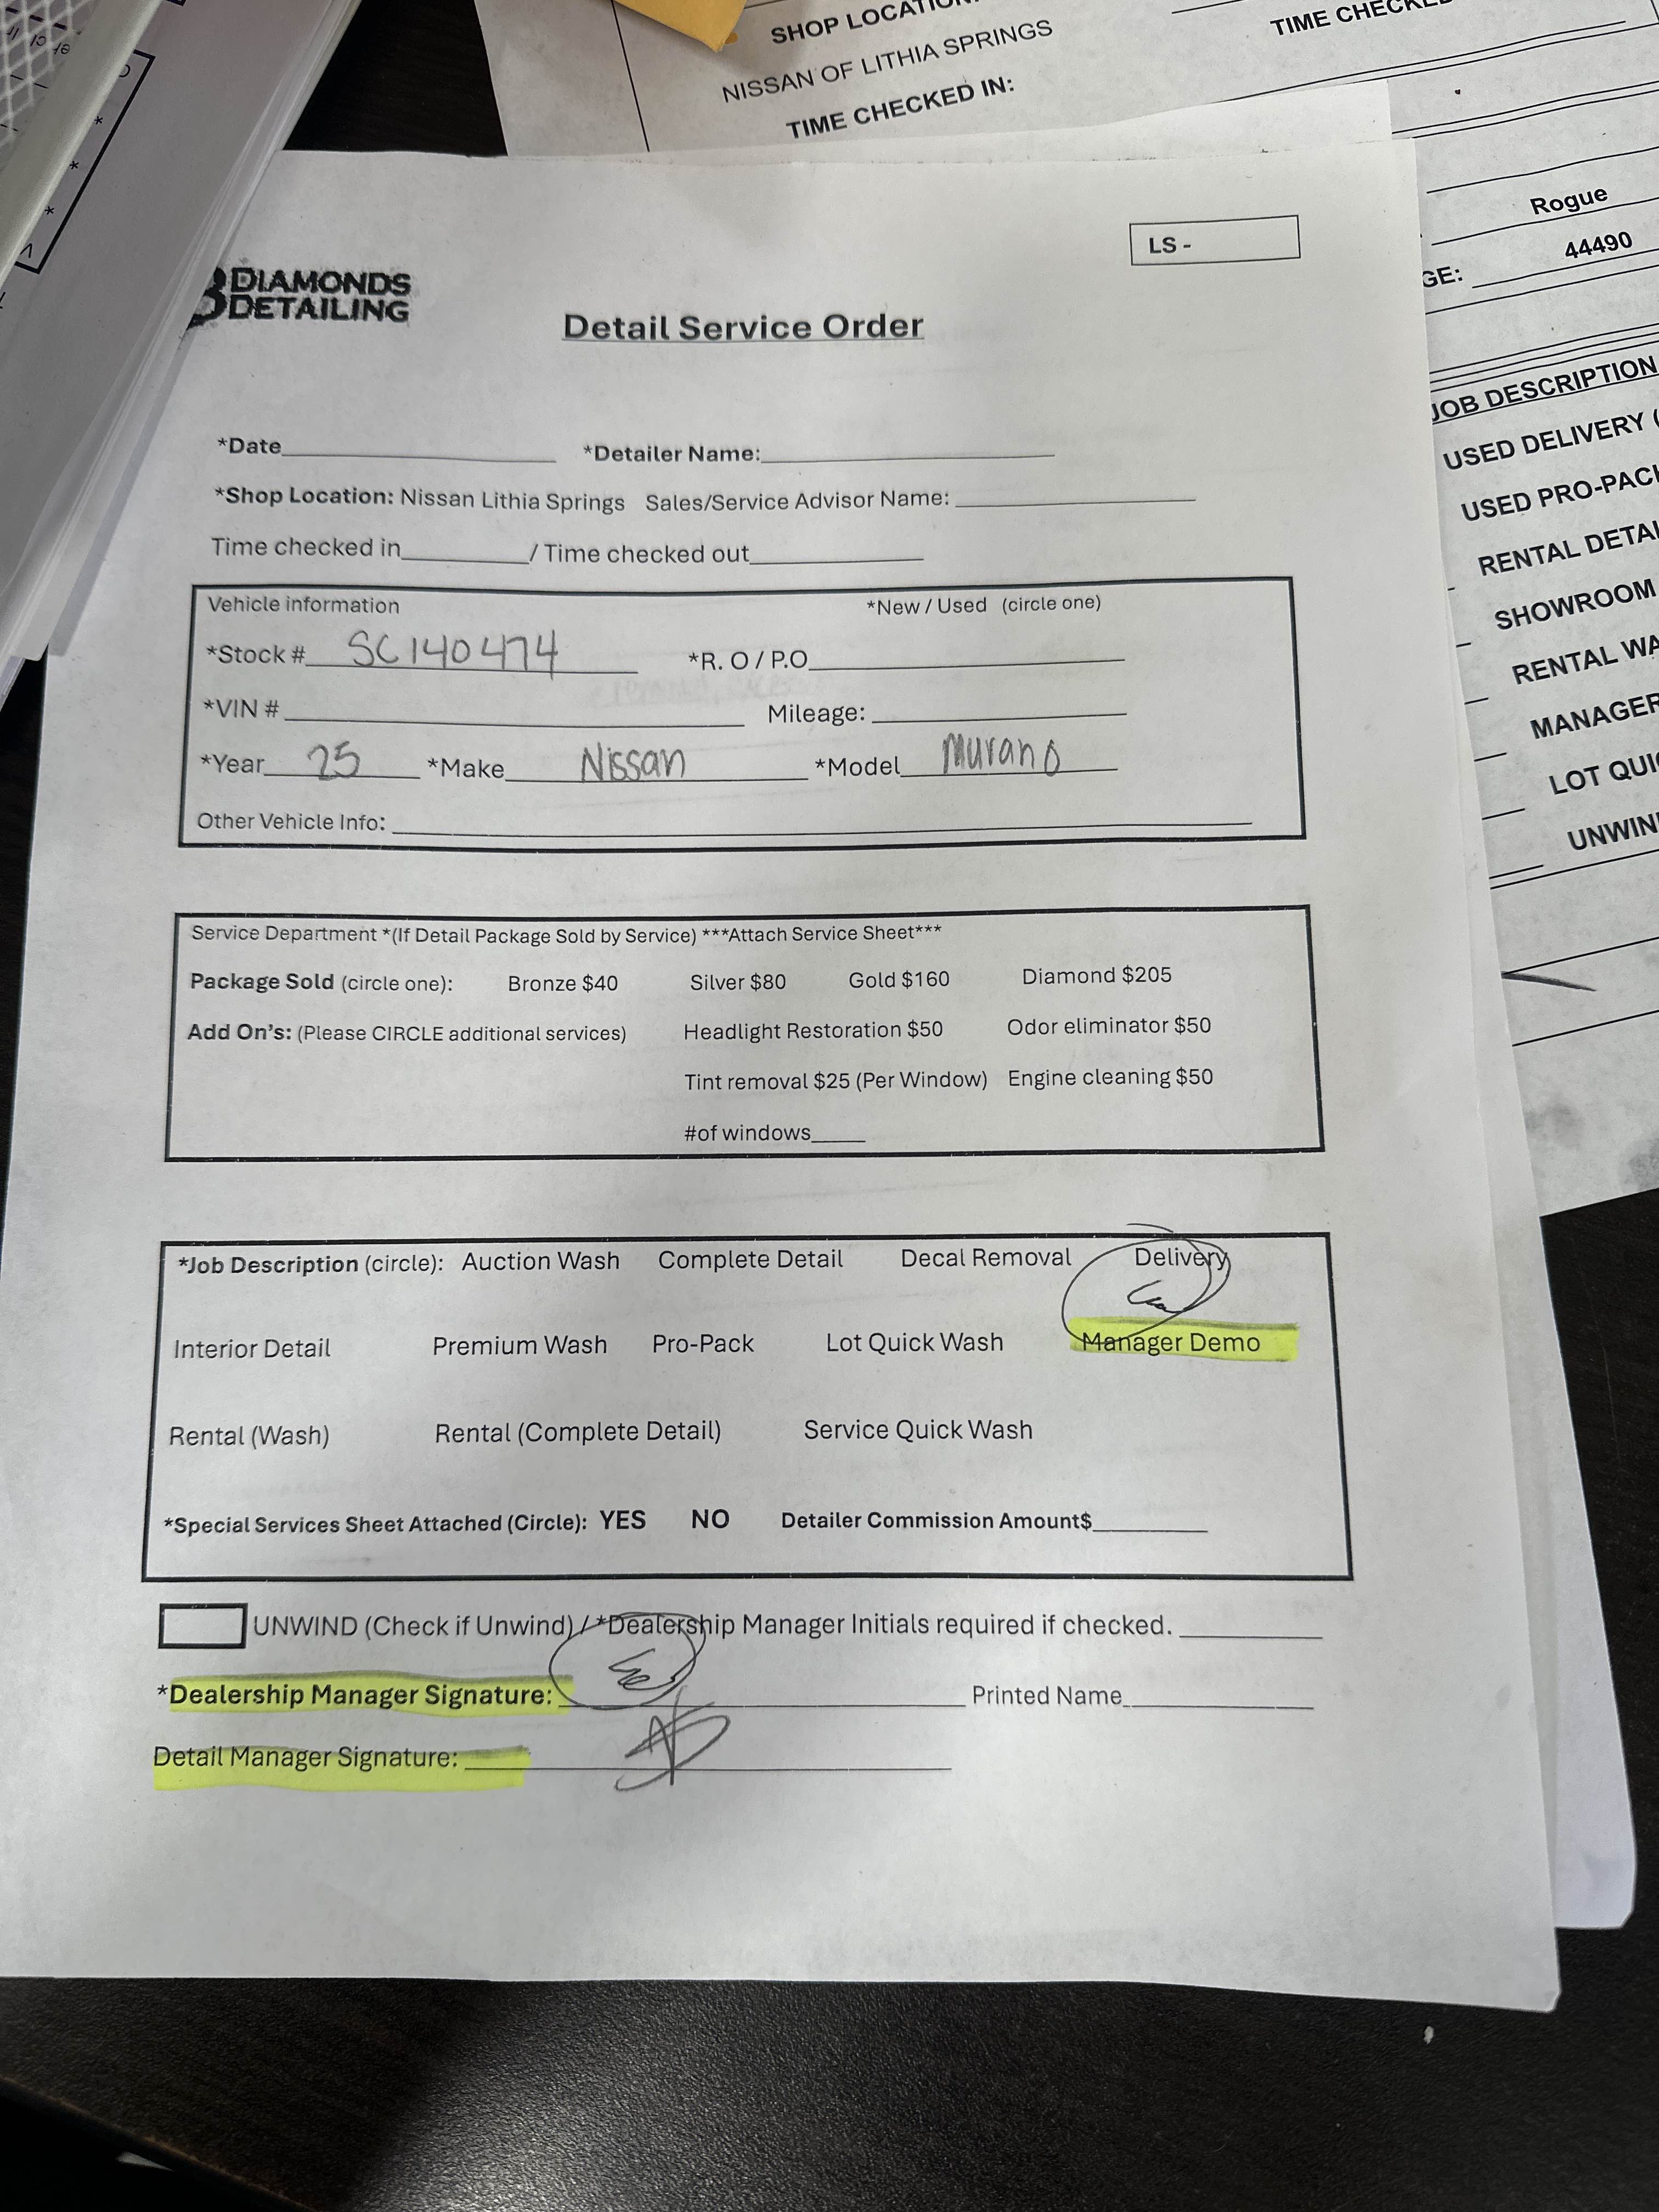 SHOP LOCATION
TIME CHECKED
NISSAN OF LITHIA SPRINGS
TIME CHECKED IN:
Rogue
GE: 44490
JOB DESCRIPTION
USED DELIVERY (
USED PRO-PACK
RENTAL DETAI
SHOWROOM
RENTAL WA
MANAGER
LOT QUIC
UNWIND
LS -
3 DIAMONDS
DETAILING
Detail Service Order
*Date *Detailer Name:
*Shop Location: Nissan Lithia Springs Sales/Service Advisor Name:
Time checked in / Time checked out
Vehicle information *New / Used (circle one)
*Stock # SC140474 *R. O / P.O
*VIN # Mileage:
*Year 25 *Make Nissan *Model Murano
Other Vehicle Info:
Service Department *(If Detail Package Sold by Service) ***Attach Service Sheet***
Package Sold (circle one): Bronze $40 Silver $80 Gold $160 Diamond $205
Add On's: (Please CIRCLE additional services) Headlight Restoration $50 Odor eliminator $50
Tint removal $25 (Per Window) Engine cleaning $50
#of windows
*Job Description (circle): Auction Wash Complete Detail Decal Removal Delivery
Interior Detail Premium Wash Pro-Pack Lot Quick Wash Manager Demo
Rental (Wash) Rental (Complete Detail) Service Quick Wash
*Special Services Sheet Attached (Circle): YES NO Detailer Commission Amount$
UNWIND (Check if Unwind) / *Dealership Manager Initials required if checked.
*Dealership Manager Signature: Printed Name
Detail Manager Signature: